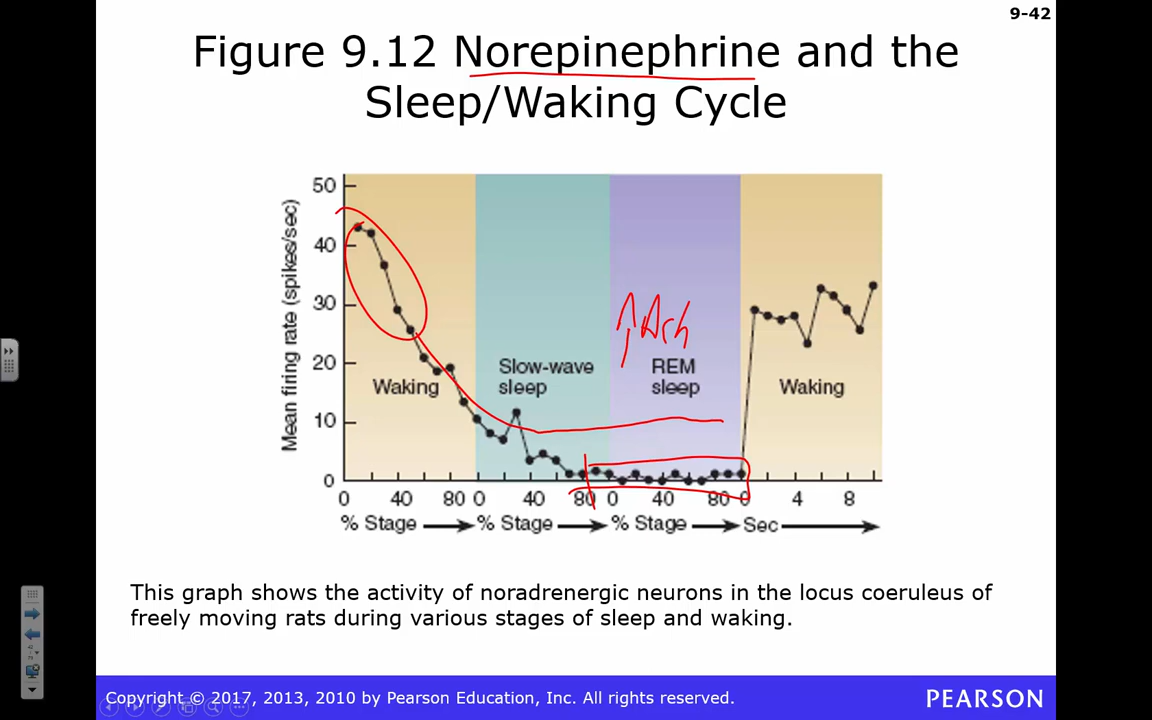 9-42
Figure 9.12 Norepinephrine and the
Sleep/Waking Cycle
Mean firing rate (spikes/sec)
50
40
30
20
10
0
Waking
Slow-wave
sleep
↑Ach
REM
sleep
Waking
0 40 80 0 40 80 0 40 80 0 4 8
% Stage % Stage % Stage Sec
This graph shows the activity of noradrenergic neurons in the locus coeruleus of
freely moving rats during various stages of sleep and waking.
Copyright © 2017, 2013, 2010 by Pearson Education, Inc. All rights reserved.
PEARSON